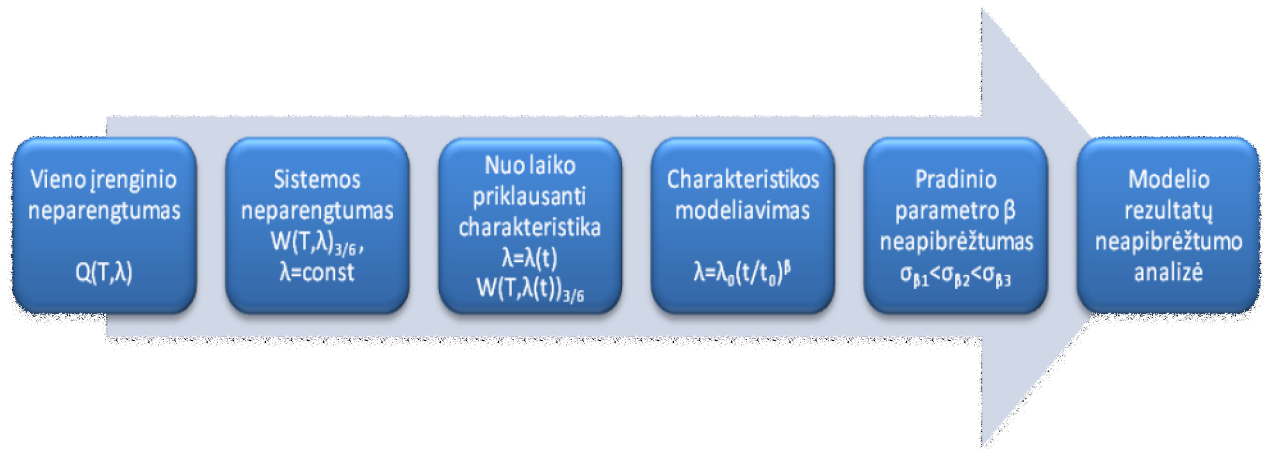 Vieno įrenginio
neparengtumas
Q(T,λ)
Sistemos
neparengtumas
W(T,λ)₃/₆ ,
λ=const
Nuo laiko
priklausanti
charakteristika
λ=λ(t)
W(T,λ(t))₃/₆
Charakteristikos
modeliavimas
λ=λ₀(t/t₀)ᵝ
Pradinio
parametro β
neapibrėžtumas
σᵦ₁<σᵦ₂<σᵦ₃
Modelio
rezultatų
neapibrėžtumo
analizė